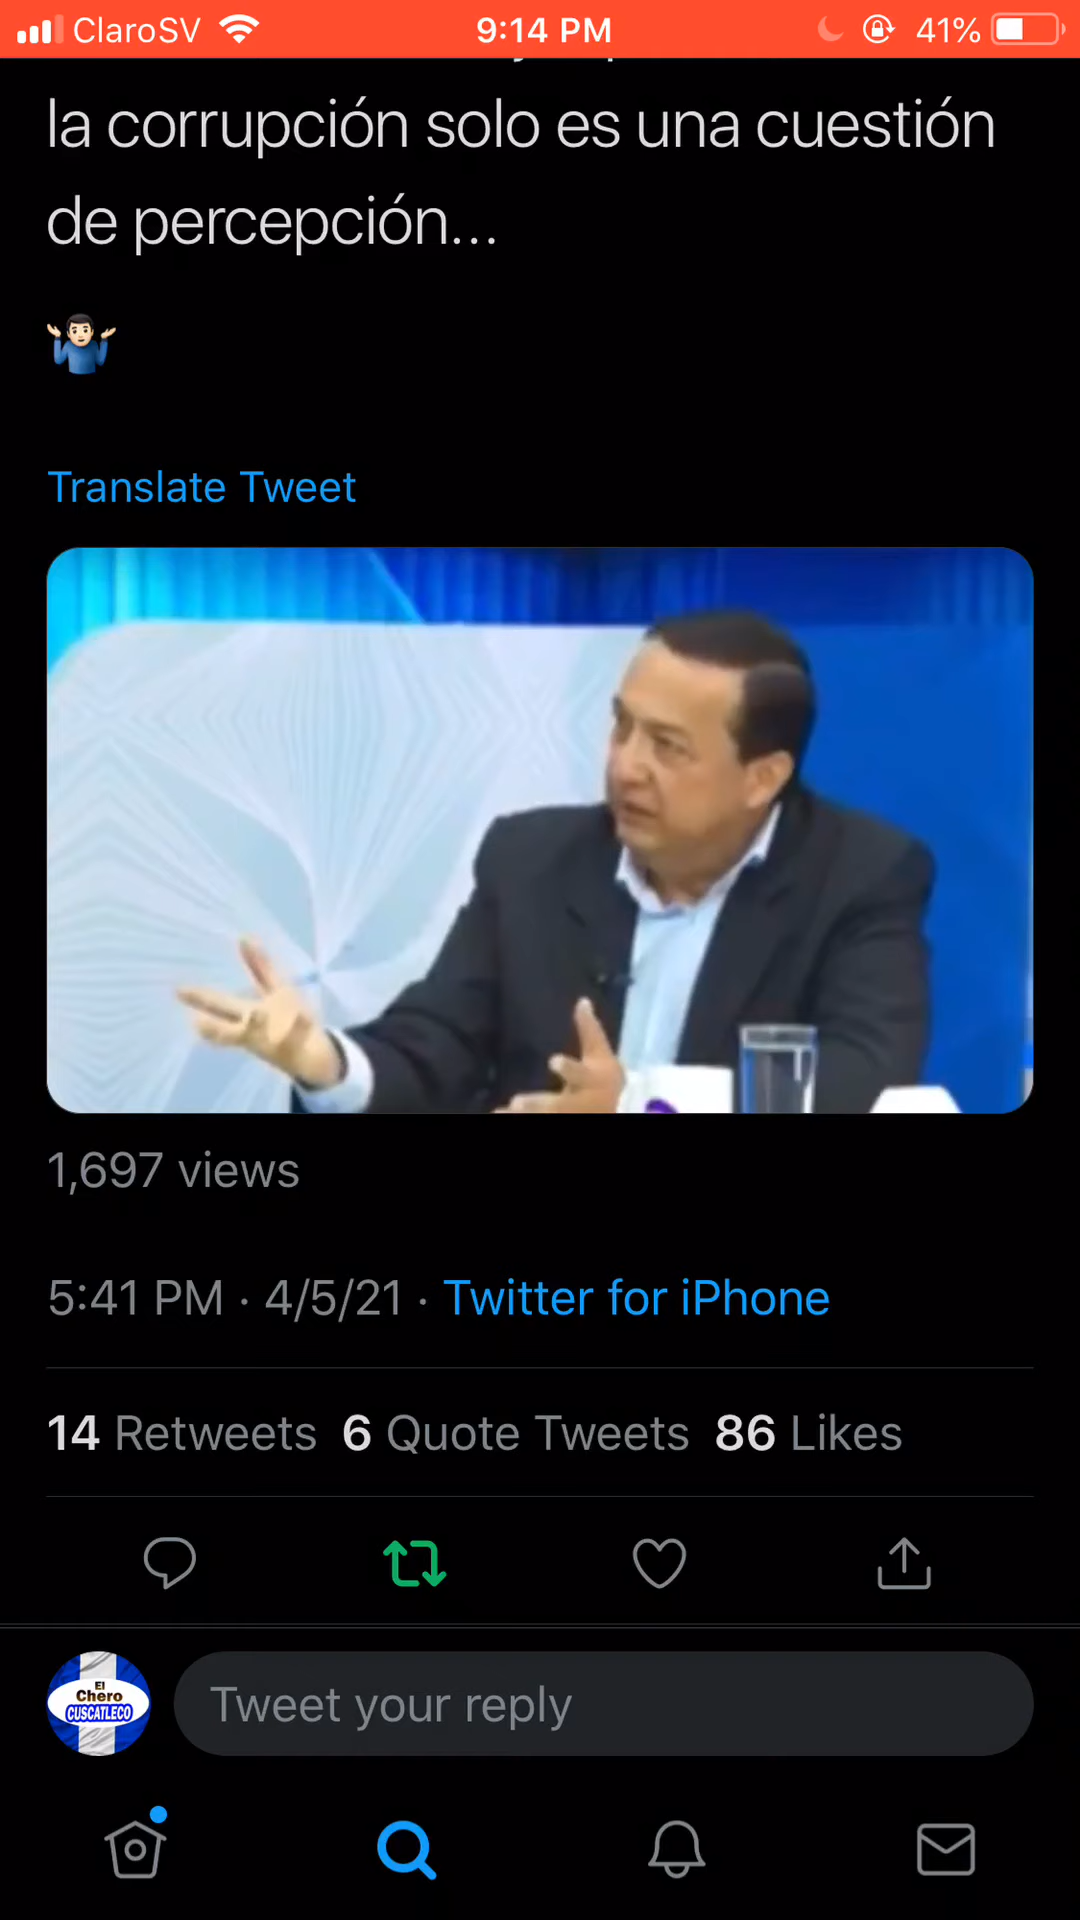 ClaroSV 9:14 PM 41%
la corrupción solo es una cuestión
de percepción...
Translate Tweet
1,697 views
5:41 PM · 4/5/21 · Twitter for iPhone
14 Retweets 6 Quote Tweets 86 Likes
El
Chero
CUSCATLECO
Tweet your reply